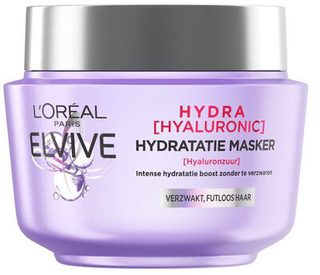 L'ORÉAL
PARIS
ELVIVE
HYDRA
[HYALURONIC]
HYDRATATIE MASKER
[Hyaluronzuur]
Intense hydratatie boost zonder te verzwaren
VERZWAKT, FUTLOOS HAAR